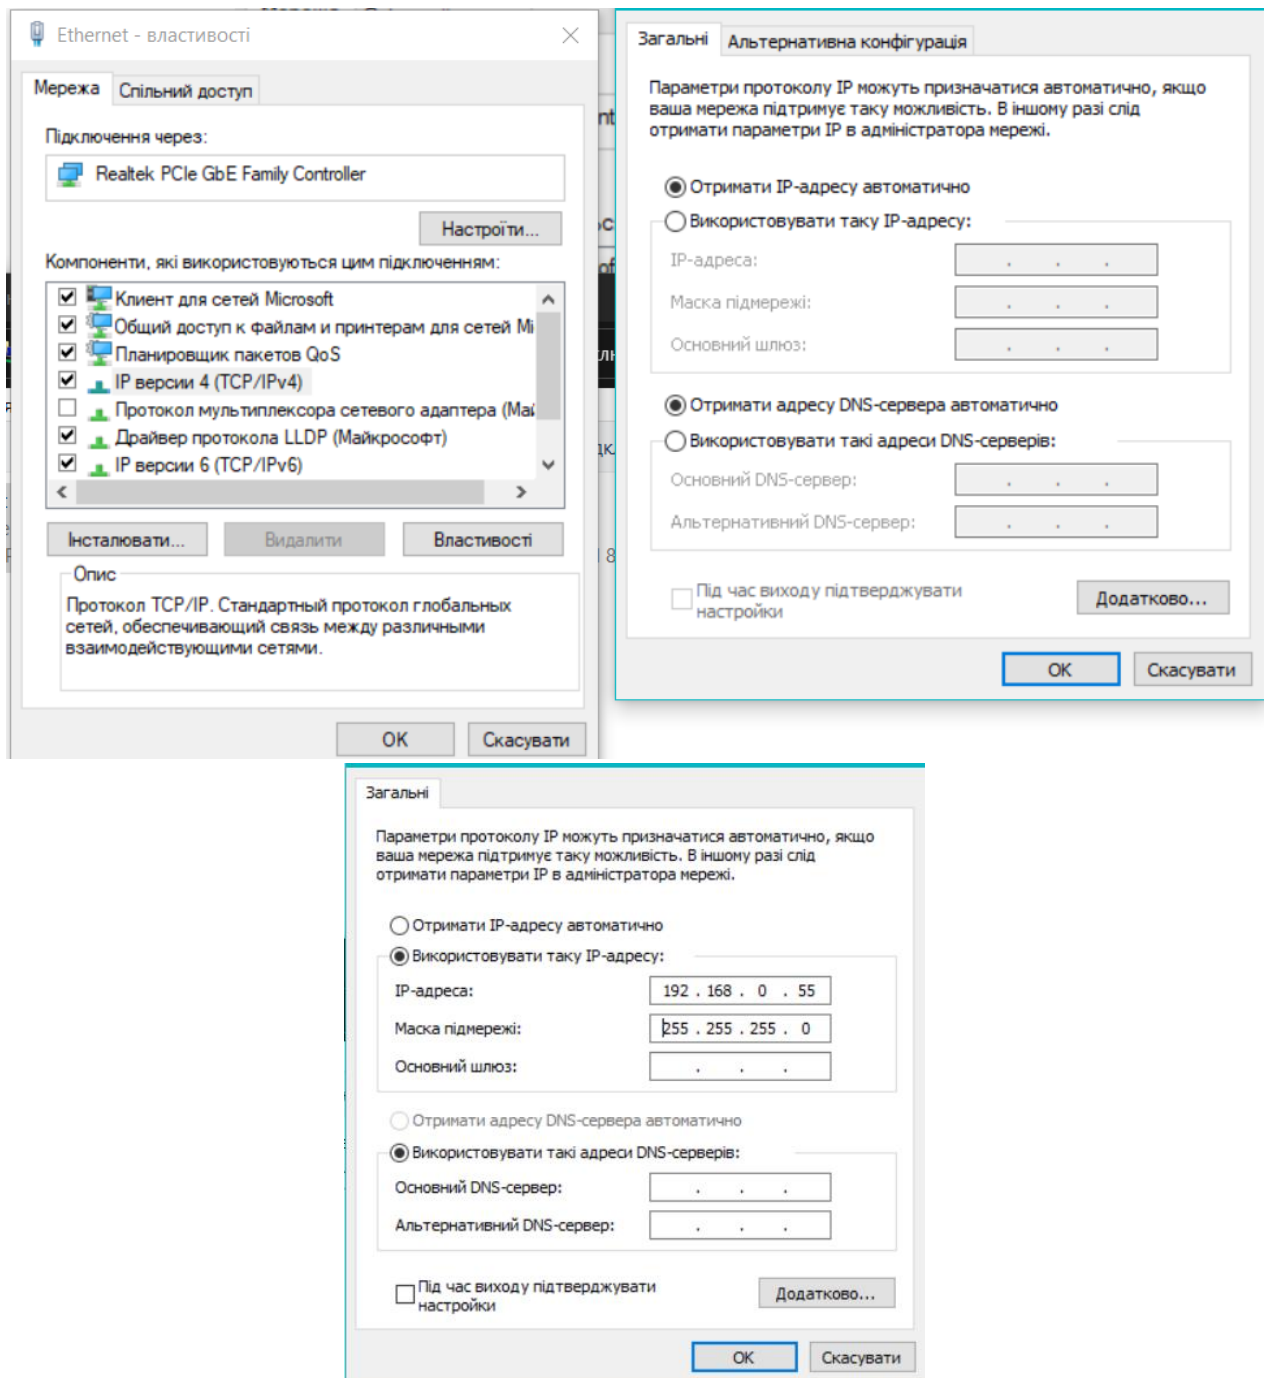 Ethernet - властивості
Мережа
Спільний доступ
Підключення через:
Realtek PCIe GbE Family Controller
Настроїти...
Компоненти, які використовуються цим підключенням:
Клиент для сетей Microsoft
Общий доступ к файлам и принтерам для сетей Mi
Планировщик пакетов QoS
IP версии 4 (TCP/IPv4)
Протокол мультиплексора сетевого адаптера (Май
Драйвер протокола LLDP (Майкрософт)
IP версии 6 (TCP/IPv6)
Інсталювати...
Видалити
Властивості
Опис
Протокол TCP/IP. Стандартный протокол глобальных
сетей, обеспечивающий связь между различными
взаимодействующими сетями.
OK
Скасувати
Загальні
Альтернативна конфігурація
Параметри протоколу IP можуть призначатися автоматично, якщо
ваша мережа підтримує таку можливість. В іншому разі слід
отримати параметри IP в адміністратора мережі.
Отримати IP-адресу автоматично
Використовувати таку IP-адресу:
IP-адреса:
Маска підмережі:
Основний шлюз:
Отримати адресу DNS-сервера автоматично
Використовувати такі адреси DNS-серверів:
Основний DNS-сервер:
Альтернативний DNS-сервер:
Під час виходу підтверджувати
настройки
Додатково...
OK
Скасувати
Загальні
Параметри протоколу IP можуть призначатися автоматично, якщо
ваша мережа підтримує таку можливість. В іншому разі слід
отримати параметри IP в адміністратора мережі.
Отримати IP-адресу автоматично
Використовувати таку IP-адресу:
IP-адреса:
192 . 168 . 0 . 55
Маска підмережі:
255 . 255 . 255 . 0
Основний шлюз:
Отримати адресу DNS-сервера автоматично
Використовувати такі адреси DNS-серверів:
Основний DNS-сервер:
Альтернативний DNS-сервер:
Під час виходу підтверджувати
настройки
Додатково...
OK
Скасувати